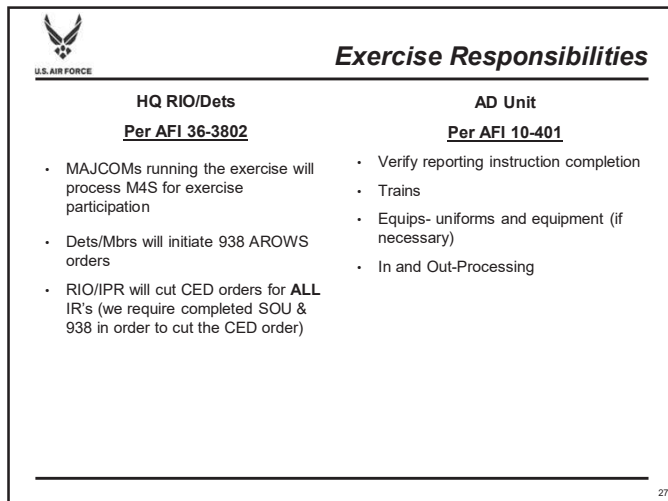 U.S. AIR FORCE
Exercise Responsibilities
HQ RIO/Dets
Per AFI 36-3802
• MAJCOMs running the exercise will
process M4S for exercise
participation
• Dets/Mbrs will initiate 938 AROWS
orders
• RIO/IPR will cut CED orders for ALL
IR's (we require completed SOU &
938 in order to cut the CED order)
AD Unit
Per AFI 10-401
• Verify reporting instruction completion
• Trains
• Equips- uniforms and equipment (if
necessary)
• In and Out-Processing
27